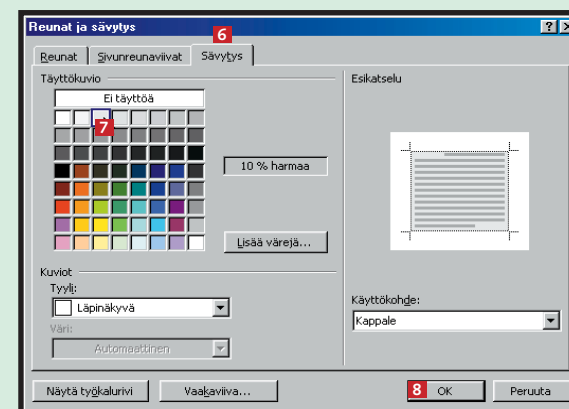 Reunat ja sävytys
6
Reunat Sivunreunaviivat Sävytys
Täyttökuvio
Ei täyttöä
7
10 % harmaa
Lisää värejä...
Esikatselu
Kuviot
Tyyli:
Läpinäkyvä
Väri:
Automaattinen
Käyttökohde:
Kappale
Näytä työkalurivi Vaakaviiva... 8 OK Peruuta